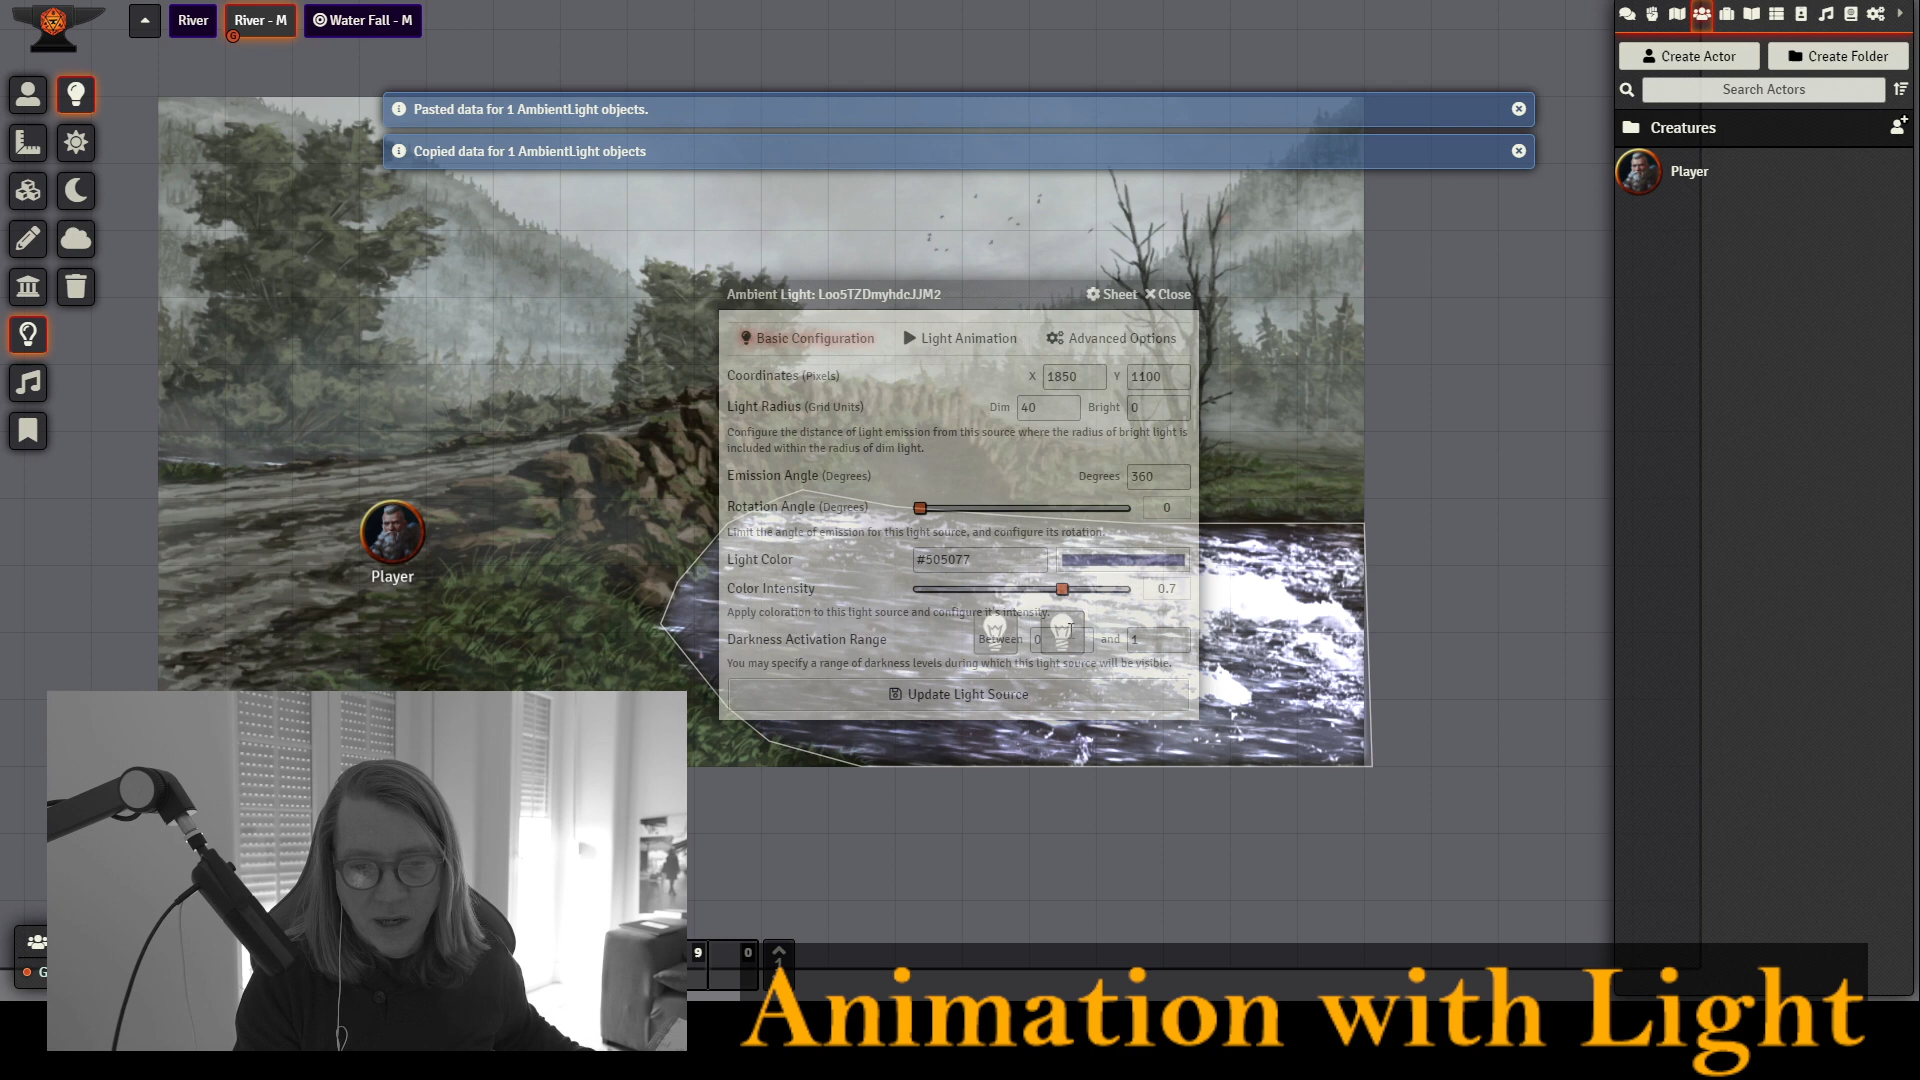 River
River - M
G
Water Fall - M
Create Actor
Create Folder
Search Actors
Creatures
Player
Pasted data for 1 AmbientLight objects.
Copied data for 1 AmbientLight objects
Ambient Light: Loo5TZDmyhdcJJM2
Sheet
Close
Basic Configuration
Light Animation
Advanced Options
Coordinates (Pixels)
X 1850 Y 1100
Light Radius (Grid Units)
Dim 40 Bright 0
Configure the distance of light emission from this source where the radius of bright light is
included within the radius of dim light.
Emission Angle (Degrees)
Degrees 360
Rotation Angle (Degrees)
0
Limit the angle of emission for this light source, and configure its rotation.
Light Color
#505077
Color Intensity
0.7
Apply coloration to this light source and configure it's intensity.
Darkness Activation Range
Between 0 and 1
You may specify a range of darkness levels during which this light source will be visible.
Update Light Source
Player
G
9
0
1
Animation with Light